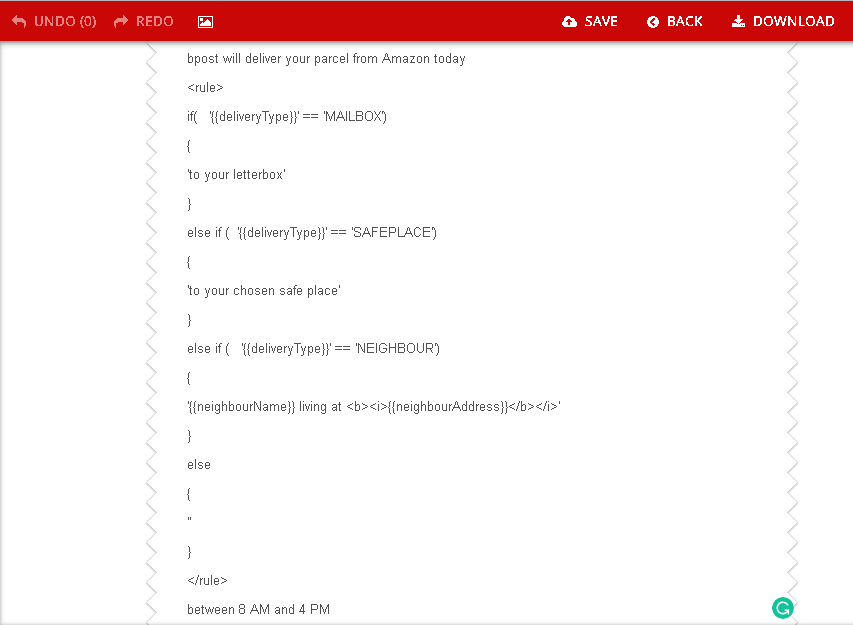 UNDO (0) REDO SAVE BACK DOWNLOAD
bpost will deliver your parcel from Amazon today
<rule>
if( '{{deliveryType}}' == 'MAILBOX')
{
'to your letterbox'
}
else if ( '{{deliveryType}}' == 'SAFEPLACE')
{
'to your chosen safe place'
}
else if ( '{{deliveryType}}' == 'NEIGHBOUR')
{
'{{neighbourName}} living at <b><i>{{neighbourAddress}}</b></i>'
}
else
{
''
}
</rule>
between 8 AM and 4 PM